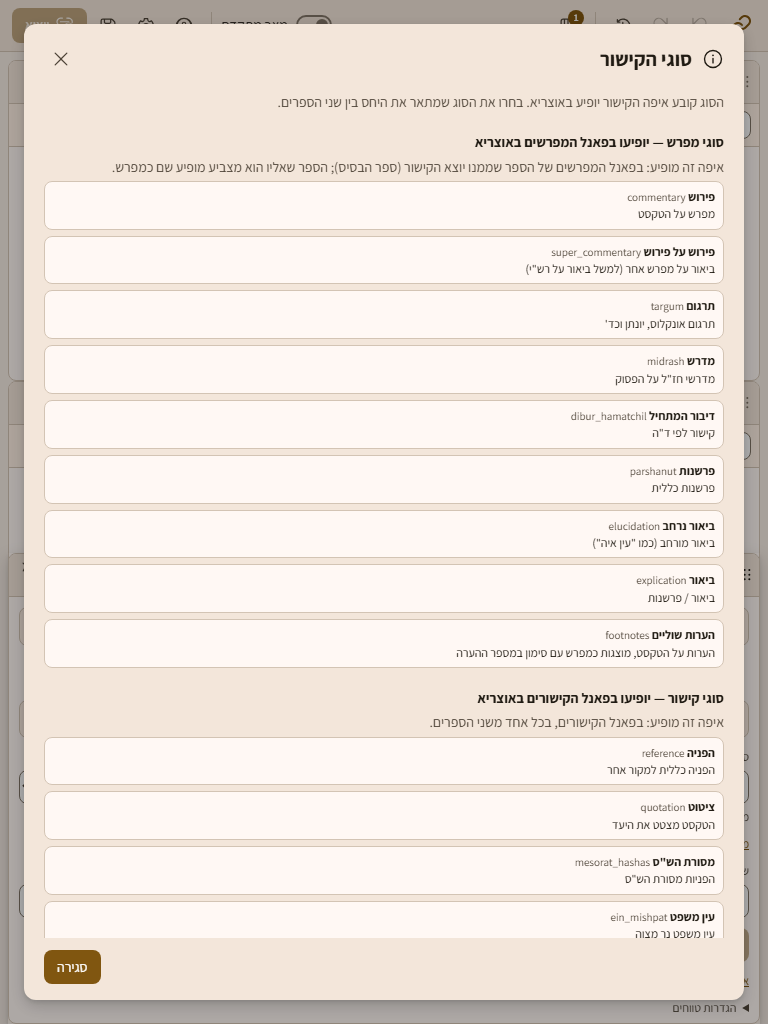 מצב מתקדם
1
סוגי הקישור
הסוג קובע איפה הקישור יופיע באוצריא. בחרו את הסוג שמתאר את היחס בין שני הספרים.
סוגי מפרש — יופיעו בפאנל המפרשים באוצריא
איפה זה מופיע: בפאנל המפרשים של הספר שממנו יוצא הקישור (ספר הבסיס); הספר שאליו הוא מצביע מופיע שם כמפרש.
פירוש commentary
מפרש על הטקסט
פירוש על פירוש super_commentary
ביאור על מפרש אחר (למשל ביאור על רש"י)
תרגום targum
תרגום אונקלוס, יונתן וכד'
מדרש midrash
מדרשי חז"ל על הפסוק
דיבור המתחיל dibur_hamatchil
קישור לפי ד"ה
פרשנות parshanut
פרשנות כללית
ביאור נרחב elucidation
ביאור מורחב (כמו "עין איה")
ביאור explication
ביאור / פרשנות
הערות שוליים footnotes
הערות על הטקסט, מוצגות כמפרש עם סימון במספר ההערה
סוגי קישור — יופיעו בפאנל הקישורים באוצריא
איפה זה מופיע: בפאנל הקישורים, בכל אחד משני הספרים.
הפניה reference
הפניה כללית למקור אחר
ציטוט quotation
הטקסט מצטט את היעד
מסורת הש"ס mesorat_hashas
הפניות מסורת הש"ס
עין משפט ein_mishpat
עין משפט נר מצוה
סגירה
הגדרות טווחים